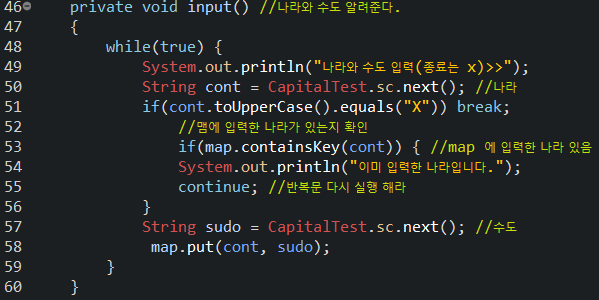 46 private void input() //나라와 수도 알려준다.
47 {
48 while(true) {
49 System.out.println("나라와 수도 입력(종료는 x)>>");
50 String cont = CapitalTest.sc.next(); //나라
51 if(cont.toUpperCase().equals("X")) break;
52 //맴에 입력한 나라가 있는지 확인
53 if(map.containsKey(cont)) { //map 에 입력한 나라 있음
54 System.out.println("이미 입력한 나라입니다.");
55 continue; //반복문 다시 실행 해라
56 }
57 String sudo = CapitalTest.sc.next(); //수도
58 map.put(cont, sudo);
59 }
60 }